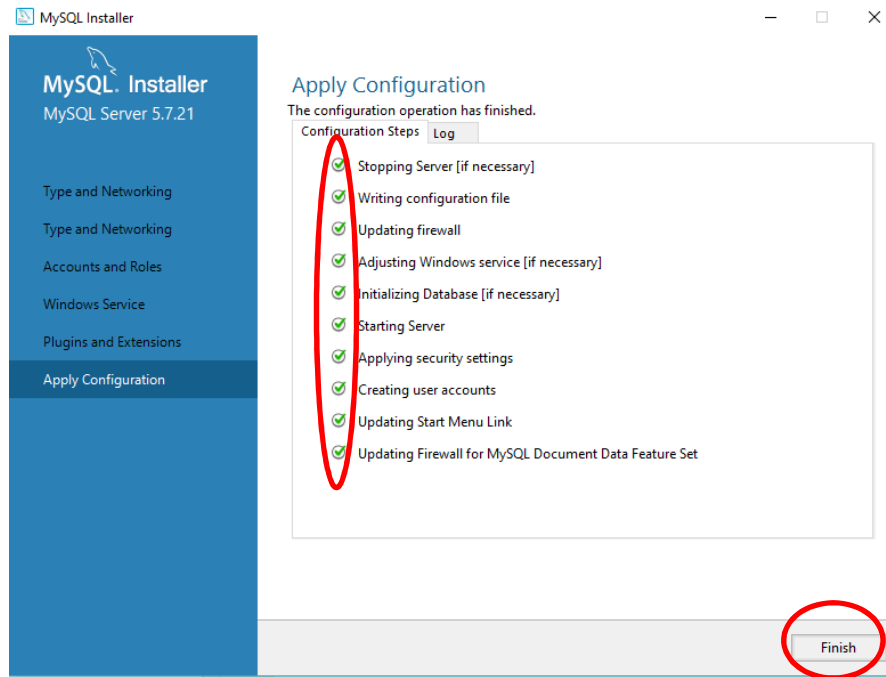 MySQL Installer
MySQL. Installer
MySQL Server 5.7.21
Type and Networking
Type and Networking
Accounts and Roles
Windows Service
Plugins and Extensions
Apply Configuration
Apply Configuration
The configuration operation has finished.
Configuration Steps Log
Stopping Server [if necessary]
Writing configuration file
Updating firewall
Adjusting Windows service [if necessary]
Initializing Database [if necessary]
Starting Server
Applying security settings
Creating user accounts
Updating Start Menu Link
Updating Firewall for MySQL Document Data Feature Set
Finish